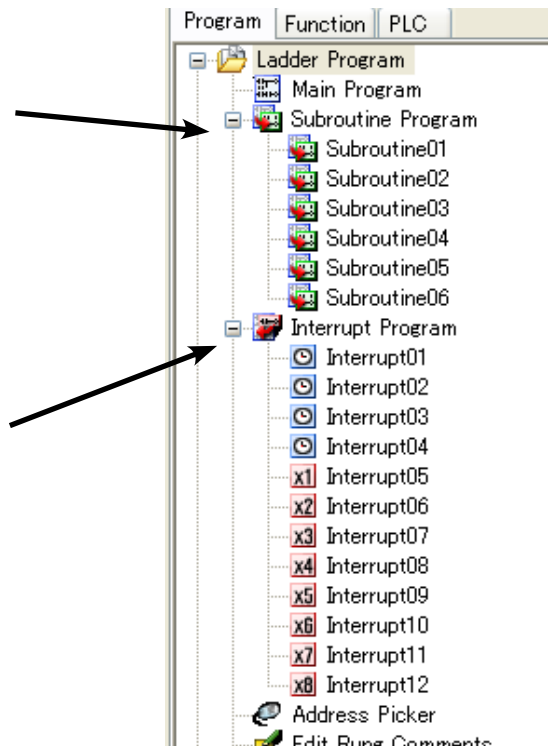 Program Function PLC
Ladder Program
Main Program
Subroutine Program
Subroutine01
Subroutine02
Subroutine03
Subroutine04
Subroutine05
Subroutine06
Interrupt Program
Interrupt01
Interrupt02
Interrupt03
Interrupt04
x1 Interrupt05
x2 Interrupt06
x3 Interrupt07
x4 Interrupt08
x5 Interrupt09
x6 Interrupt10
x7 Interrupt11
x8 Interrupt12
Address Picker
Edit Rung Comments